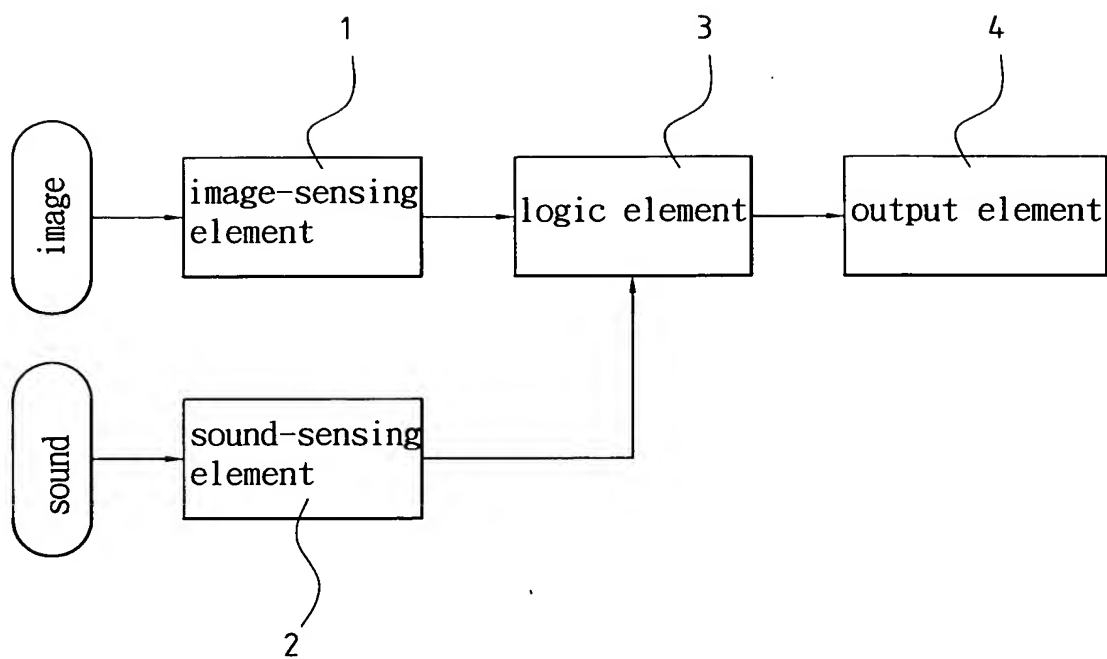 1
3
4
image
image-sensing
element
logic element
output element
sound
sound-sensing
element
2